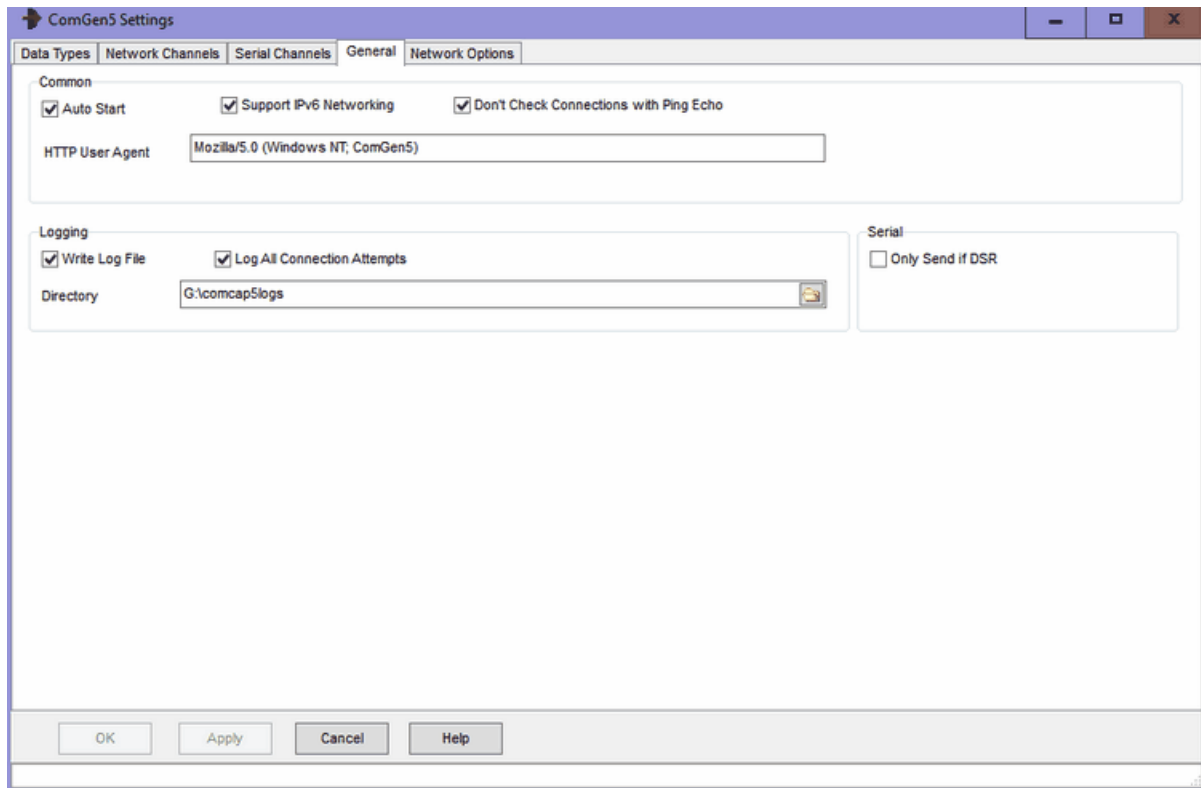 ComGen5 Settings
Data Types Network Channels Serial Channels General Network Options
Common
Auto Start Support IPv6 Networking Don't Check Connections with Ping Echo
HTTP User Agent Mozilla/5.0 (Windows NT; ComGen5)
Logging Serial
Write Log File Log All Connection Attempts Only Send if DSR
Directory G:\comcap5logs
OK Apply Cancel Help